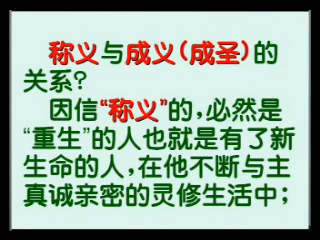 称义与成义(成圣)的
关系?
因信“称义”的,必然是
“重生”的人也就是有了新
生命的人,在他不断与主
真诚亲密的灵修生活中;